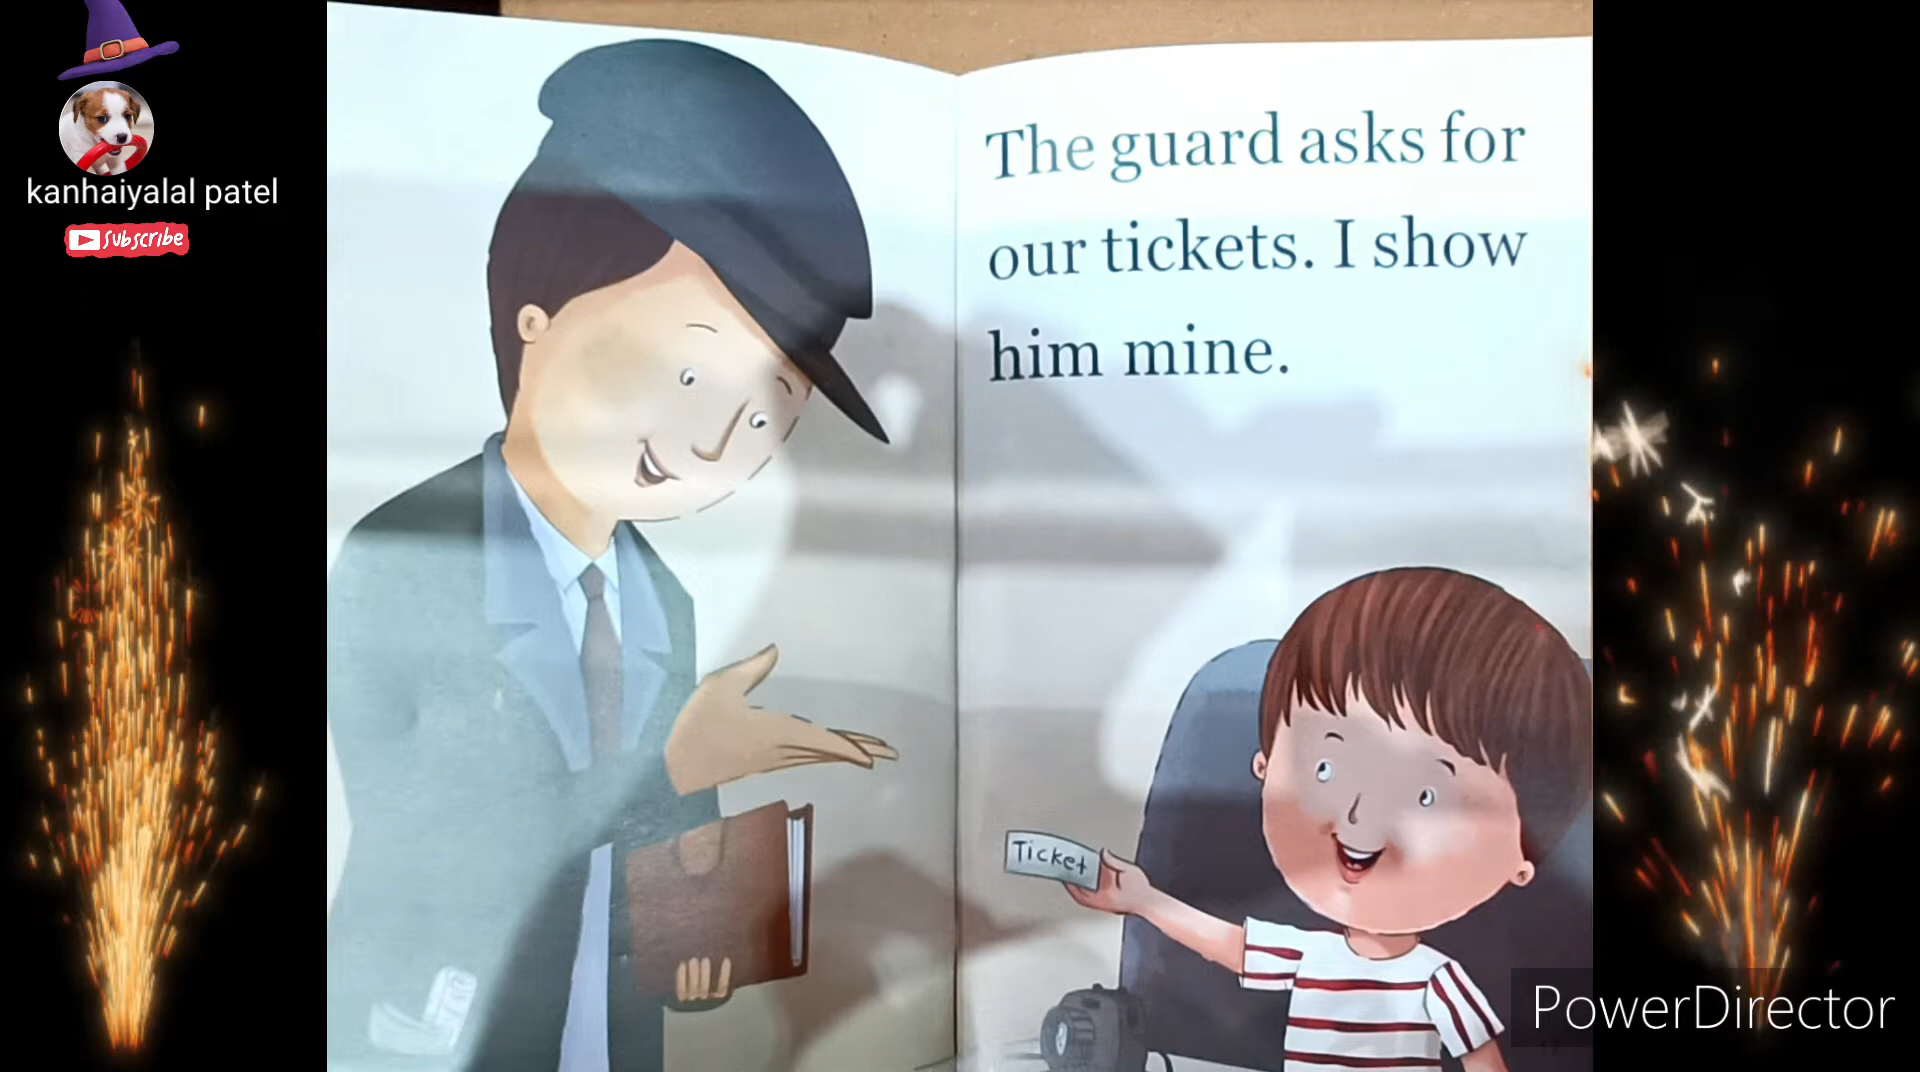 kanhaiyalal patel
Subscribe
The guard asks for
our tickets. I show
him mine.
Ticket
PowerDirector